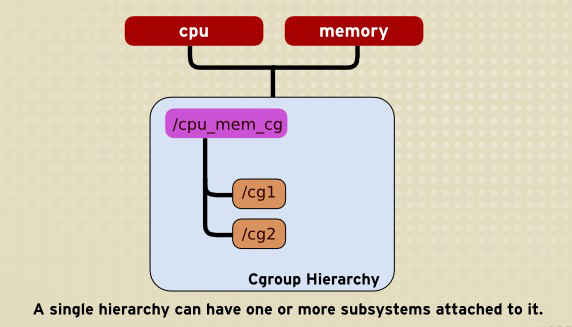 cpu
memory
/cpu_mem_cg
/cg1
/cg2
Cgroup Hierarchy
A single hierarchy can have one or more subsystems attached to it.